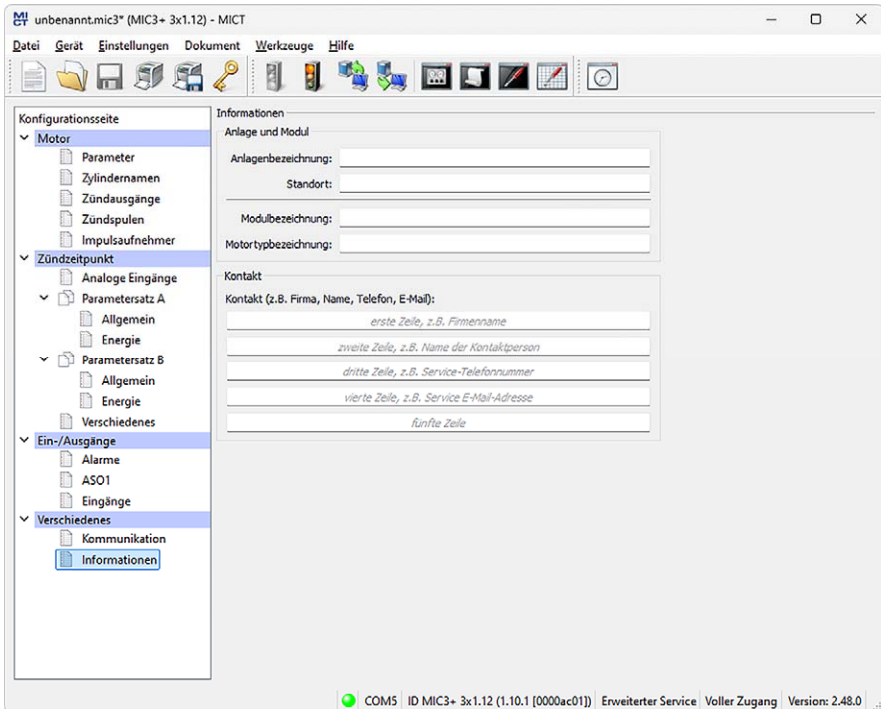 MICT unbenannt.mic3* (MIC3+ 3x1.12) - MICT
Datei Gerät Einstellungen Dokument Werkzeuge Hilfe
Konfigurationsseite
Motor
Parameter
Zylindernamen
Zündausgänge
Zündspulen
Impulsaufnehmer
Zündzeitpunkt
Analoge Eingänge
Parametersatz A
Allgemein
Energie
Parametersatz B
Allgemein
Energie
Verschiedenes
Ein-/Ausgänge
Alarme
ASO1
Eingänge
Verschiedenes
Kommunikation
Informationen
Informationen
Anlage und Modul
Anlagenbezeichnung:
Standort:
Modulbezeichnung:
Motortypbezeichnung:
Kontakt
Kontakt (z.B. Firma, Name, Telefon, E-Mail):
erste Zeile, z.B. Firmenname
zweite Zeile, z.B. Name der Kontaktperson
dritte Zeile, z.B. Service-Telefonnummer
vierte Zeile, z.B. Service E-Mail-Adresse
fünfte Zeile
COM5 ID MIC3+ 3x1.12 (1.10.1 [0000ac01]) Erweiterter Service Voller Zugang Version: 2.48.0